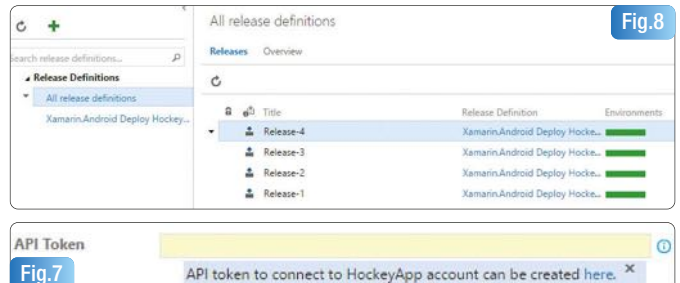 All release definitions
Fig.8
Search release definitions...
Releases Overview
Release Definitions
All release definitions
Xamarin.Android Deploy Hockey...
Title Release Definition Environments
Release-4 Xamarin.Android Deploy Hocke...
Release-3 Xamarin.Android Deploy Hocke...
Release-2 Xamarin.Android Deploy Hocke...
Release-1 Xamarin.Android Deploy Hocke...
API Token
Fig.7
API token to connect to HockeyApp account can be created here.